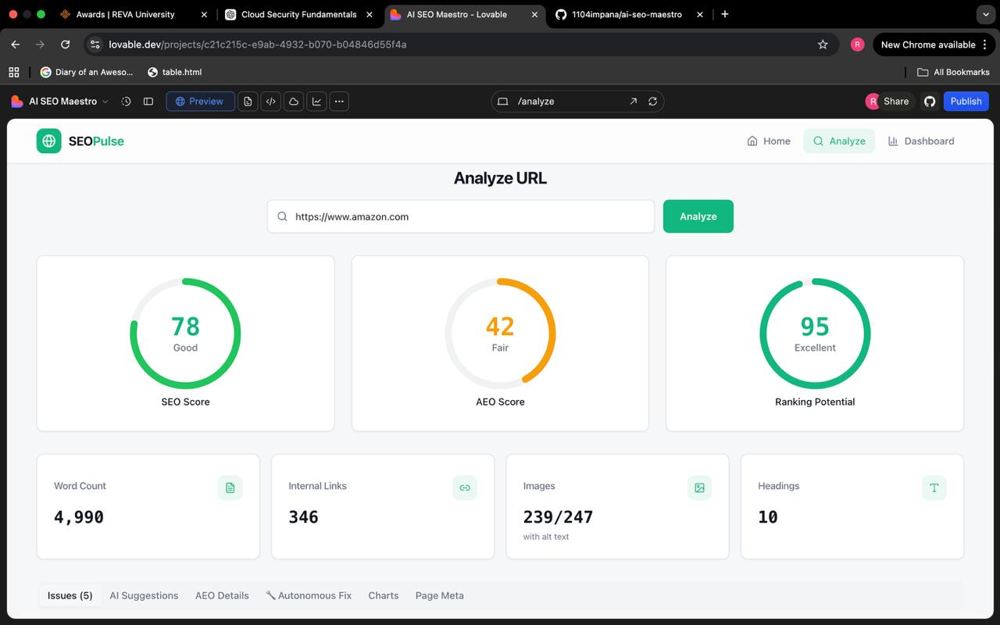 Awards | REVA University
Cloud Security Fundamentals
AI SEO Maestro - Lovable
1104impana/ai-seo-maestro
lovable.dev/projects/c21c215c-e9ab-4932-b070-b04846d55f4a
R
New Chrome available
Diary of an Aweso...
table.html
All Bookmarks
AI SEO Maestro
Preview
/analyze
R
Share
Publish
SEOPulse
Home
Analyze
Dashboard
Analyze URL
https://www.amazon.com
Analyze
78
Good
SEO Score
42
Fair
AEO Score
95
Excellent
Ranking Potential
Word Count
4,990
Internal Links
346
Images
239/247
with alt text
Headings
10
Issues (5)
AI Suggestions
AEO Details
Autonomous Fix
Charts
Page Meta